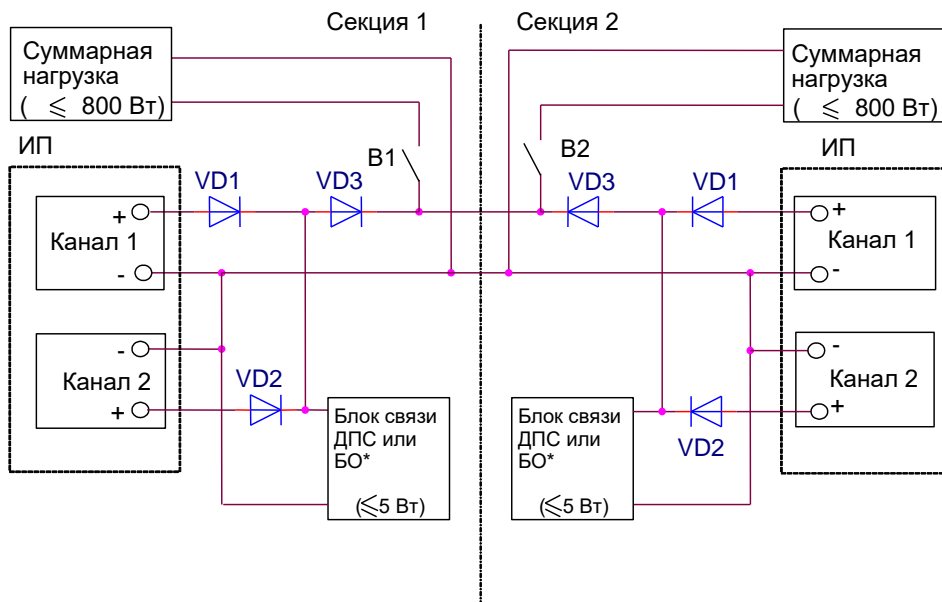 Секция 1
Секция 2
Суммарная
нагрузка
( ⩽ 800 Вт)
Суммарная
нагрузка
( ⩽ 800 Вт)
ИП
В1
В2
ИП
VD1
VD3
VD3
VD1
+
Канал 1
-
+
Канал 1
-
-
Канал 2
+
-
Канал 2
+
VD2
VD2
Блок связи
ДПС или
БО*
(⩽5 Вт)
Блок связи
ДПС или
БО*
(⩽5 Вт)